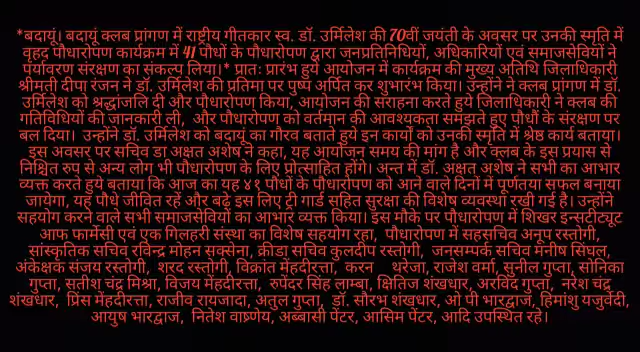 *बदायूं। बदायूं क्लब प्रांगण में राष्ट्रीय गीतकार स्व. डॉ. उर्मिलेश की 70वीं जयंती के अवसर पर उनकी स्मृति में
वृहद पौधारोपण कार्यक्रम में 41 पौधों के पौधारोपण द्वारा जनप्रतिनिधियों, अधिकारियों एवं समाजसेवियों ने
पर्यावरण संरक्षण का संकल्प लिया।* प्रातः प्रारंभ हुये आयोजन में कार्यक्रम की मुख्य अतिथि जिलाधिकारी
श्रीमती दीपा रंजन ने डॉ. उर्मिलेश की प्रतिमा पर पुष्प अर्पित कर शुभारंभ किया। उन्होंने ने क्लब प्रांगण में डॉ.
उर्मिलेश को श्रद्धांजलि दी और पौधारोपण किया, आयोजन की सराहना करते हुये जिलाधिकारी ने क्लब की
गतिविधियों की जानकारी ली, और पौधारोपण को वर्तमान की आवश्यकता समझते हुए पौधौं के संरक्षण पर
बल दिया। उन्होंने डॉ. उर्मिलेश को बदायूं का गौरव बताते हुये इन कार्यों को उनकी स्मृति में श्रेष्ठ कार्य बताया।
इस अवसर पर सचिव डा अक्षत अशेष ने कहा, यह आयोजन समय की मांग है और क्लब के इस प्रयास से
निश्चित रुप से अन्य लोग भी पौधारोपण के लिए प्रोत्साहित होंगे। अन्त में डॉ. अक्षत अशेष ने सभी का आभार
व्यक्त करते हुये बताया कि आज का यह ४१ पौधों के पौधारोपण को आने वाले दिनों में पूर्णतया सफल बनाया
जायेगा, यह पौधे जीवित रहें और बढ़े इस लिए ट्री गार्ड सहित सुरक्षा की विशेष व्यवस्था रखी गई है। उन्होंने
सहयोग करने वाले सभी समाजसेवियों का आभार व्यक्त किया। इस मौके पर पौधारोपण में शिखर इन्सटीट्यूट
आफ फार्मेसी एवं एक गिलहरी संस्था का विशेष सहयोग रहा, पौधारोपण में सहसचिव अनूप रस्तोगी,
सांस्कृतिक सचिव रविन्द्र मोहन सक्सेना, क्रीडा सचिव कुलदीप रस्तोगी, जनसम्पर्क सचिव मनीष सिंघल,
अंकेक्षक संजय रस्तोगी, शरद रस्तोगी, विक्रांत मेंहदीरत्ता, करन थरेजा, राजेश वर्मा, सुनील गुप्ता, सोनिका
गुप्ता, सतीश चंद्र मिश्रा, विजय मेंहदीरत्ता, रुपेंदर सिंह लाम्बा, क्षितिज शंखधार, अरविंद गुप्ता, नरेश चंद्र
शंखधार, प्रिंस मेंहदीरत्ता, राजीव रायजादा, अतुल गुप्ता, डॉ. सौरभ शंखधार, ओ पी भारद्वाज, हिमांशु यजुर्वेदी,
आयुष भारद्वाज, नितेश वाष्र्णेय, अब्बासी पेंटर, आसिम पेंटर, आदि उपस्थित रहे।